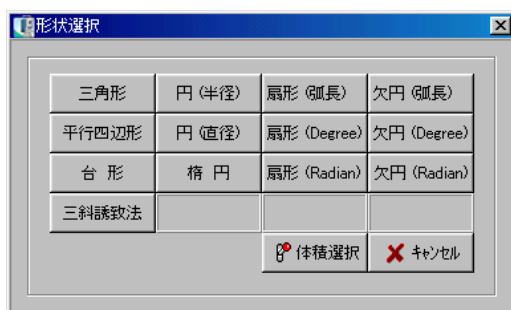 形状選択
三角形 円(半径) 扇形(弧長) 欠円(弧長)
平行四辺形 円(直径) 扇形(Degree) 欠円(Degree)
台 形 楕 円 扇形(Radian) 欠円(Radian)
三斜誘致法
体積選択 キャンセル